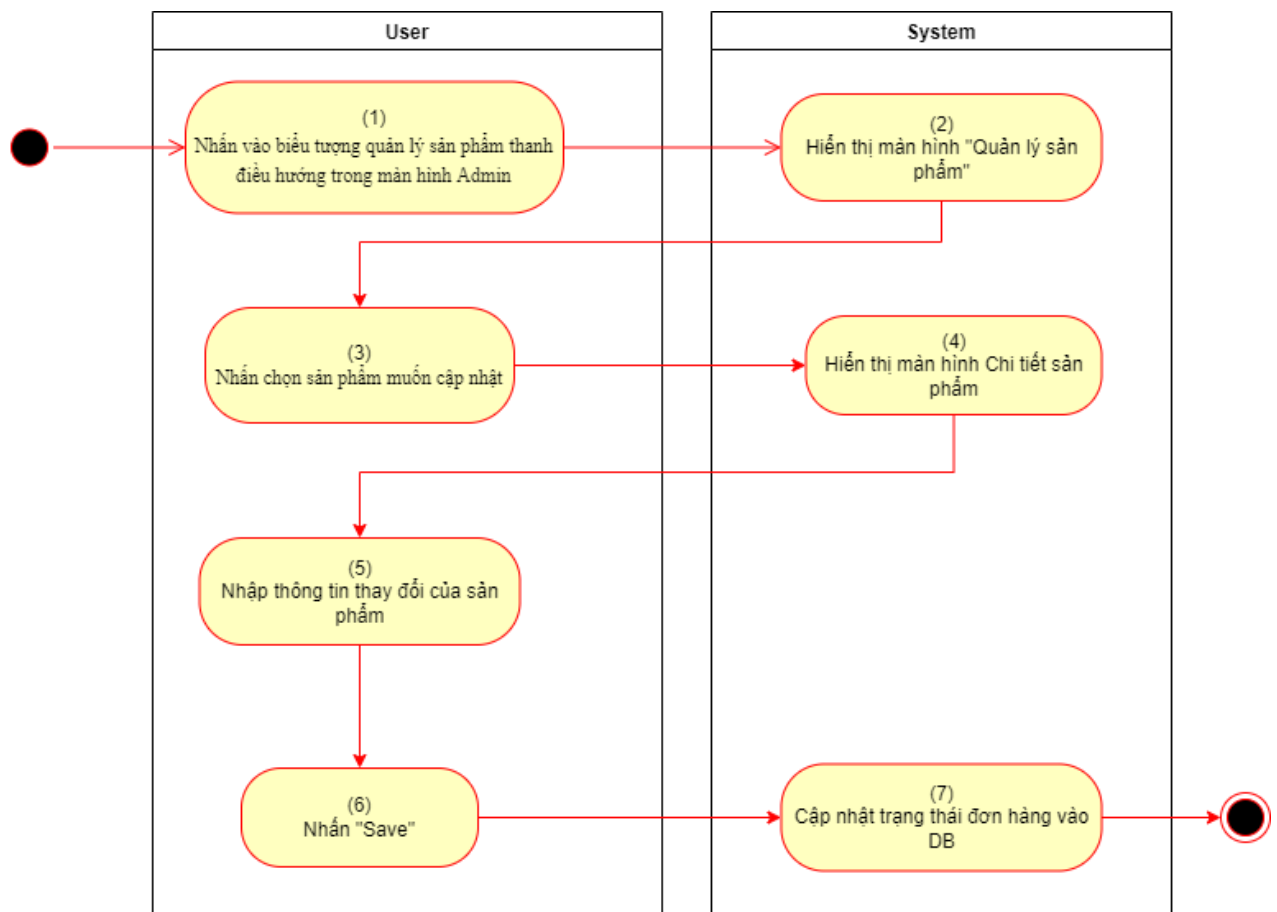 User
System
(1)
Nhấn vào biểu tượng quản lý sản phẩm thanh
điều hướng trong màn hình Admin
(2)
Hiển thị màn hình "Quản lý sản
phẩm"
(3)
Nhấn chọn sản phẩm muốn cập nhật
(4)
Hiển thị màn hình Chi tiết sản
phẩm
(5)
Nhập thông tin thay đổi của sản
phẩm
(6)
Nhấn "Save"
(7)
Cập nhật trạng thái đơn hàng vào
DB